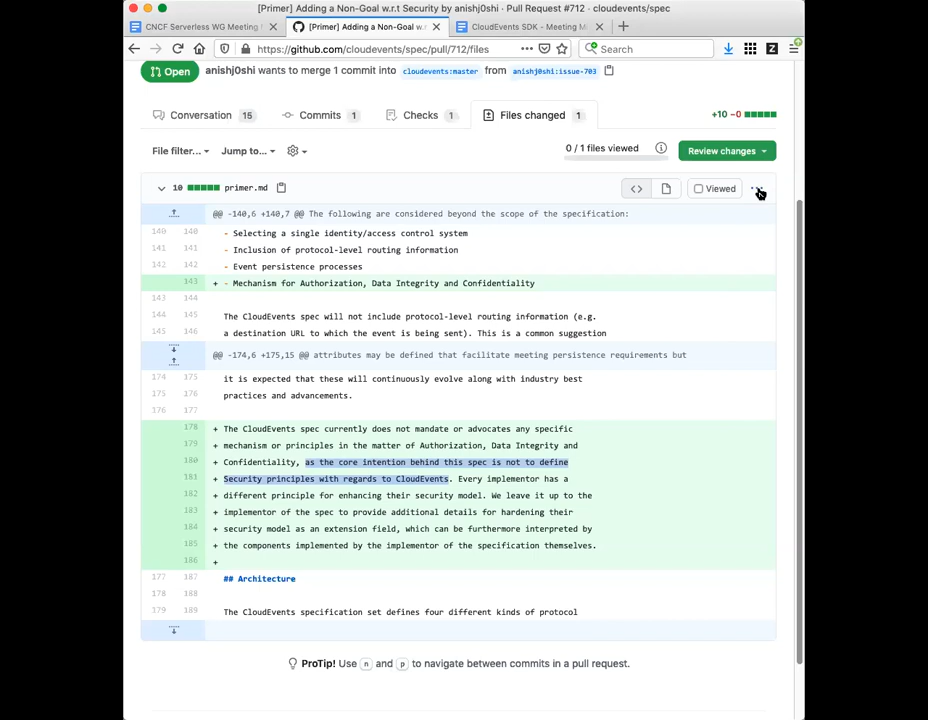 [Primer] Adding a Non-Goal w.r.t Security by anishj0shi · Pull Request #712 · cloudevents/spec
CNCF Serverless WG Meeting
[Primer] Adding a Non-Goal w.r.
CloudEvents SDK - Meeting M
https://github.com/cloudevents/spec/pull/712/files
Search
Open
anishj0shi wants to merge 1 commit into cloudevents:master from anishj0shi:issue-703
Conversation 15
Commits 1
Checks 1
Files changed 1
+10 −0
File filter...
Jump to...
0 / 1 files viewed
Review changes
10 primer.md
Viewed
@@ -140,6 +140,7 @@ The following are considered beyond the scope of the specification:
140 140 - Selecting a single identity/access control system
141 141 - Inclusion of protocol-level routing information
142 142 - Event persistence processes
143 + - Mechanism for Authorization, Data Integrity and Confidentiality
143 144
144 145 The CloudEvents spec will not include protocol-level routing information (e.g.
145 146 a destination URL to which the event is being sent). This is a common suggestion
@@ -174,6 +175,15 @@ attributes may be defined that facilitate meeting persistence requirements but
174 175 it is expected that these will continuously evolve along with industry best
175 176 practices and advancements.
176 177
178 + The CloudEvents spec currently does not mandate or advocates any specific
179 + mechanism or principles in the matter of Authorization, Data Integrity and
180 + Confidentiality, as the core intention behind this spec is not to define
181 + Security principles with regards to CloudEvents. Every implementor has a
182 + different principle for enhancing their security model. We leave it up to the
183 + implementor of the spec to provide additional details for hardening their
184 + security model as an extension field, which can be furthermore interpreted by
185 + the components implemented by the implementor of the specification themselves.
186 +
177 187 ## Architecture
178 188
179 189 The CloudEvents specification set defines four different kinds of protocol
ProTip! Use n and p to navigate between commits in a pull request.